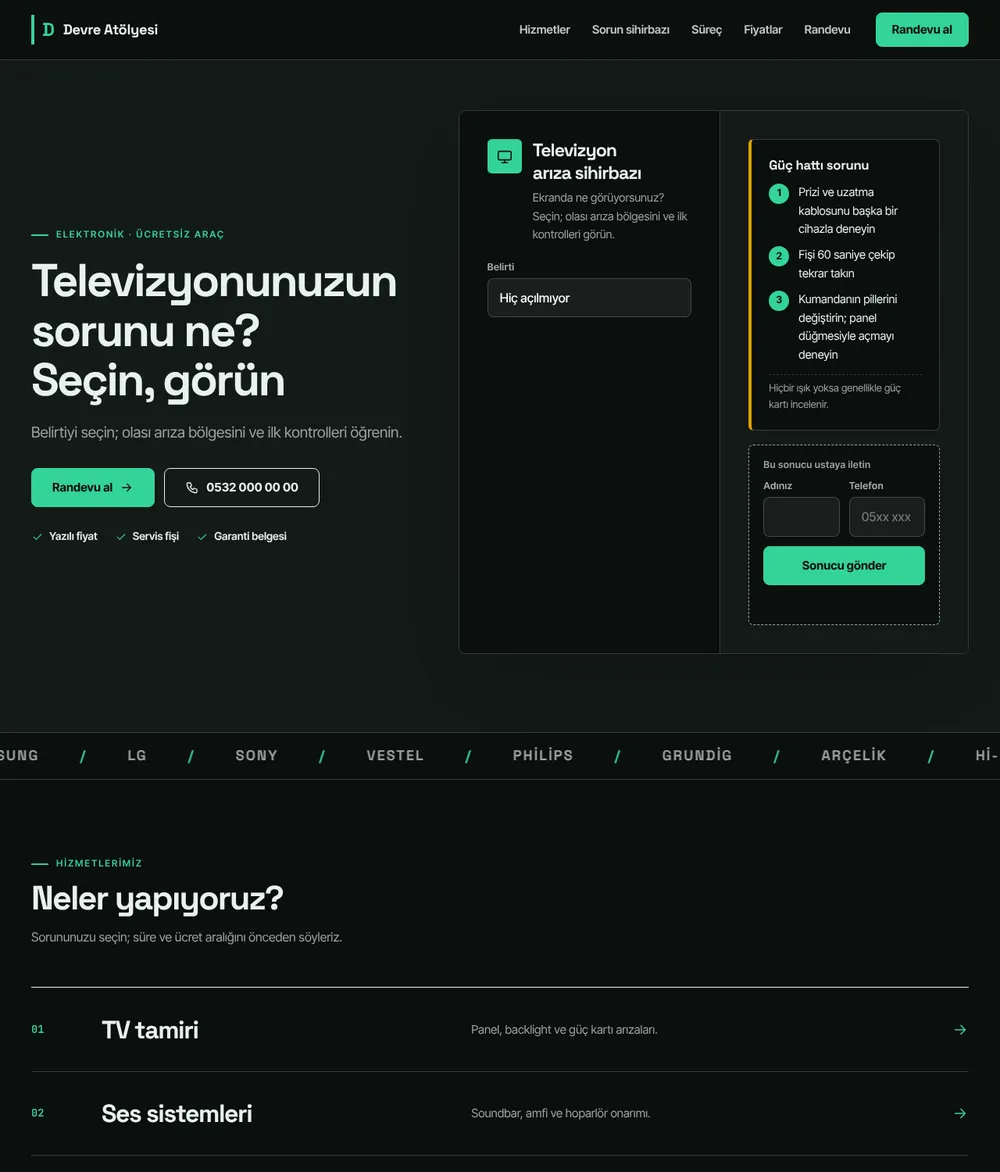 D Devre Atölyesi
Hizmetler Sorun sihirbazı Süreç Fiyatlar Randevu Randevu al
ELEKTRONİK · ÜCRETSİZ ARAÇ
Televizyonunuzun
sorunu ne?
Seçin, görün
Belirtiyi seçin; olası arıza bölgesini ve ilk kontrolleri öğrenin.
Randevu al → 0532 000 00 00
Yazılı fiyat Servis fişi Garanti belgesi
Televizyon
arıza sihirbazı
Ekranda ne görüyorsunuz?
Seçin; olası arıza bölgesini ve ilk
kontrolleri görün.
Belirti
Hiç açılmıyor
Güç hattı sorunu
1 Prizi ve uzatma
kablosunu başka bir
cihazla deneyin
2 Fişi 60 saniye çekip
tekrar takın
3 Kumandanın pillerini
değiştirin; panel
düğmesiyle açmayı
deneyin
Hiçbir ışık yoksa genellikle güç
kartı incelenir.
Bu sonucu ustaya iletin
Adınız Telefon
05xx xxx
Sonucu gönder
SUNG / LG / SONY / VESTEL / PHİLİPS / GRUNDİG / ARÇELİK / Hİ-
HİZMETLERİMİZ
Neler yapıyoruz?
Sorununuzu seçin; süre ve ücret aralığını önceden söyleriz.
01 TV tamiri Panel, backlight ve güç kartı arızaları. →
02 Ses sistemleri Soundbar, amfi ve hoparlör onarımı. →